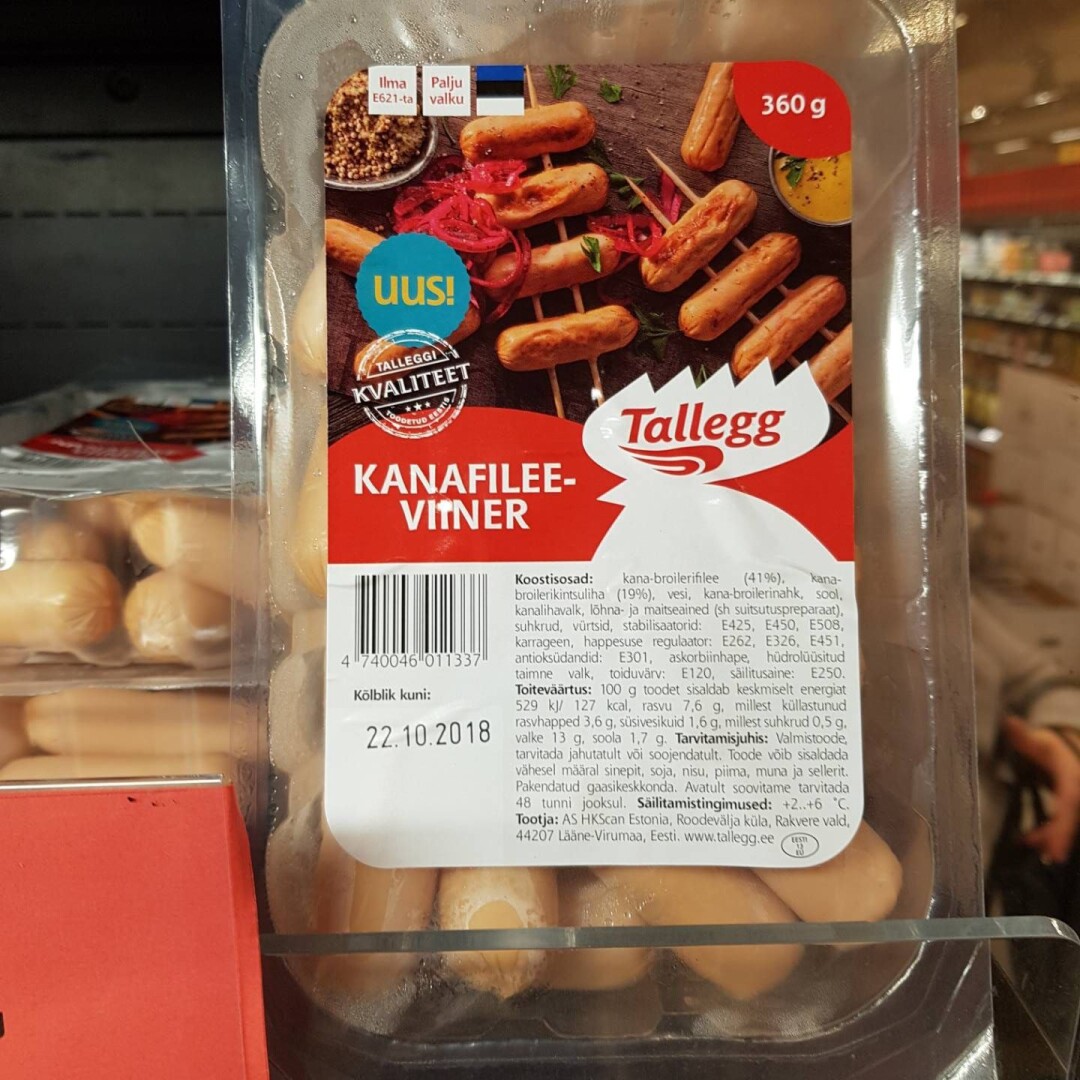 Ilma
E621-ta
Palju
valku
360 g
UUS!
TALLEGGI
KVALITEET
TOODETUD EESTIS
Tallegg
KANAFILEE-
VIINER
4 740046 011337
Kõlblik kuni:
22.10.2018
Koostisosad: kana-broilerifilee (41%), kana-
broilerikintsuliha (19%), vesi, kana-broilerinahk, sool,
kanalihavalk, lõhna- ja maitseained (sh suitsutuspreparaat),
suhkrud, vürtsid, stabilisaatorid: E425, E450, E508,
karrageen, happesuse regulaator: E262, E326, E451,
antioksüdandid: E301, askorbiinhape, hüdrolüüsitud
taimne valk, toiduvärv: E120, säilitusaine: E250.
Toiteväärtus: 100 g toodet sisaldab keskmiselt energiat
529 kJ/ 127 kcal, rasvu 7,6 g, millest küllastunud
rasvhapped 3,6 g, süsivesikuid 1,6 g, millest suhkrud 0,5 g,
valke 13 g, soola 1,7 g. Tarvitamisjuhis: Valmistoode,
tarvitada jahutatult või soojendatult. Toode võib sisaldada
vähesel määral sinepit, soja, nisu, piima, muna ja sellerit.
Pakendatud gaasikeskkonda. Avatult soovitame tarvitada
48 tunni jooksul. Säilitamistingimused: +2..+6 °C.
Tootja: AS HKScan Estonia, Roodevälja küla, Rakvere vald,
44207 Lääne-Virumaa, Eesti. www.tallegg.ee
EESTI
13
EÜ